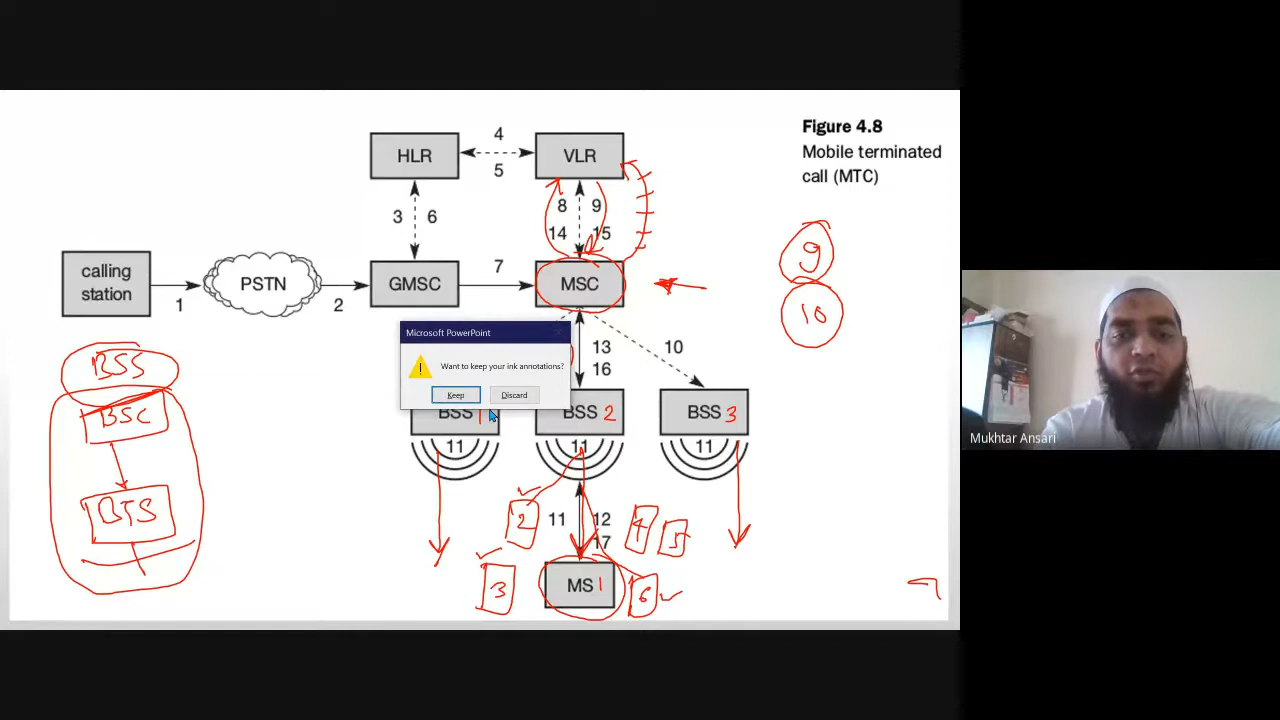 Figure 4.8
Mobile terminated
call (MTC)
4
HLR
VLR
5
3
6
8
9
14
15
9
calling
station
1
PSTN
2
GMSC
7
MSC
10
Microsoft PowerPoint
Want to keep your ink annotations?
Keep
Discard
13
16
10
BSS
BSC
BTS
BSS 1
BSS 2
BSS 3
11
11
11
2
11
12
17
4
5
3
MS 1
6
Mukhtar Ansari